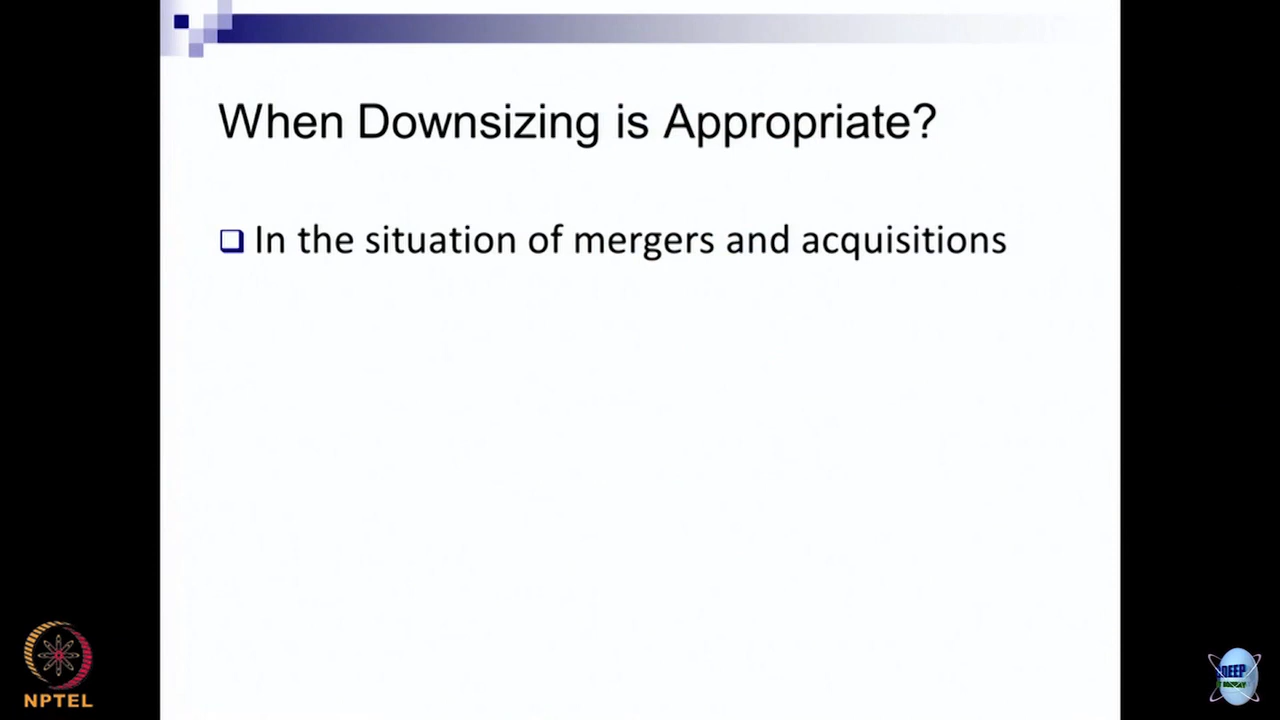 When Downsizing is Appropriate?
In the situation of mergers and acquisitions
NPTEL